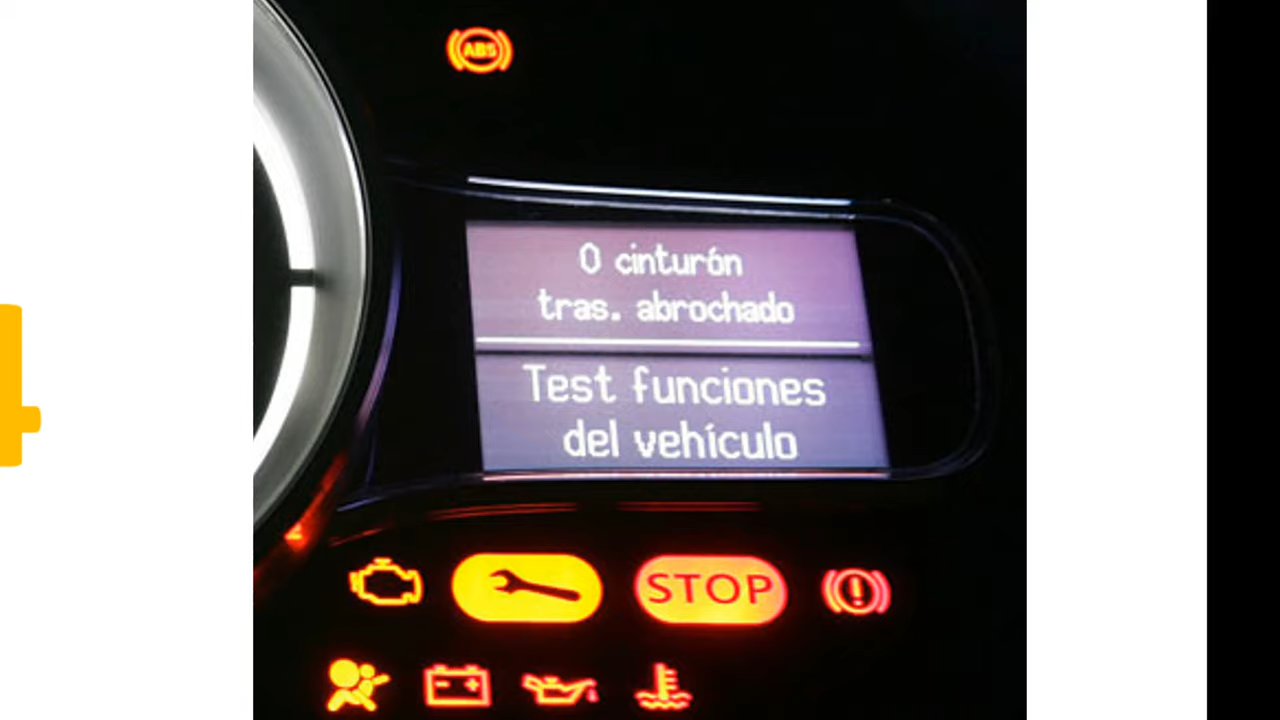 ABS
0 cinturón
tras. abrochado
Test funciones
del vehículo
STOP